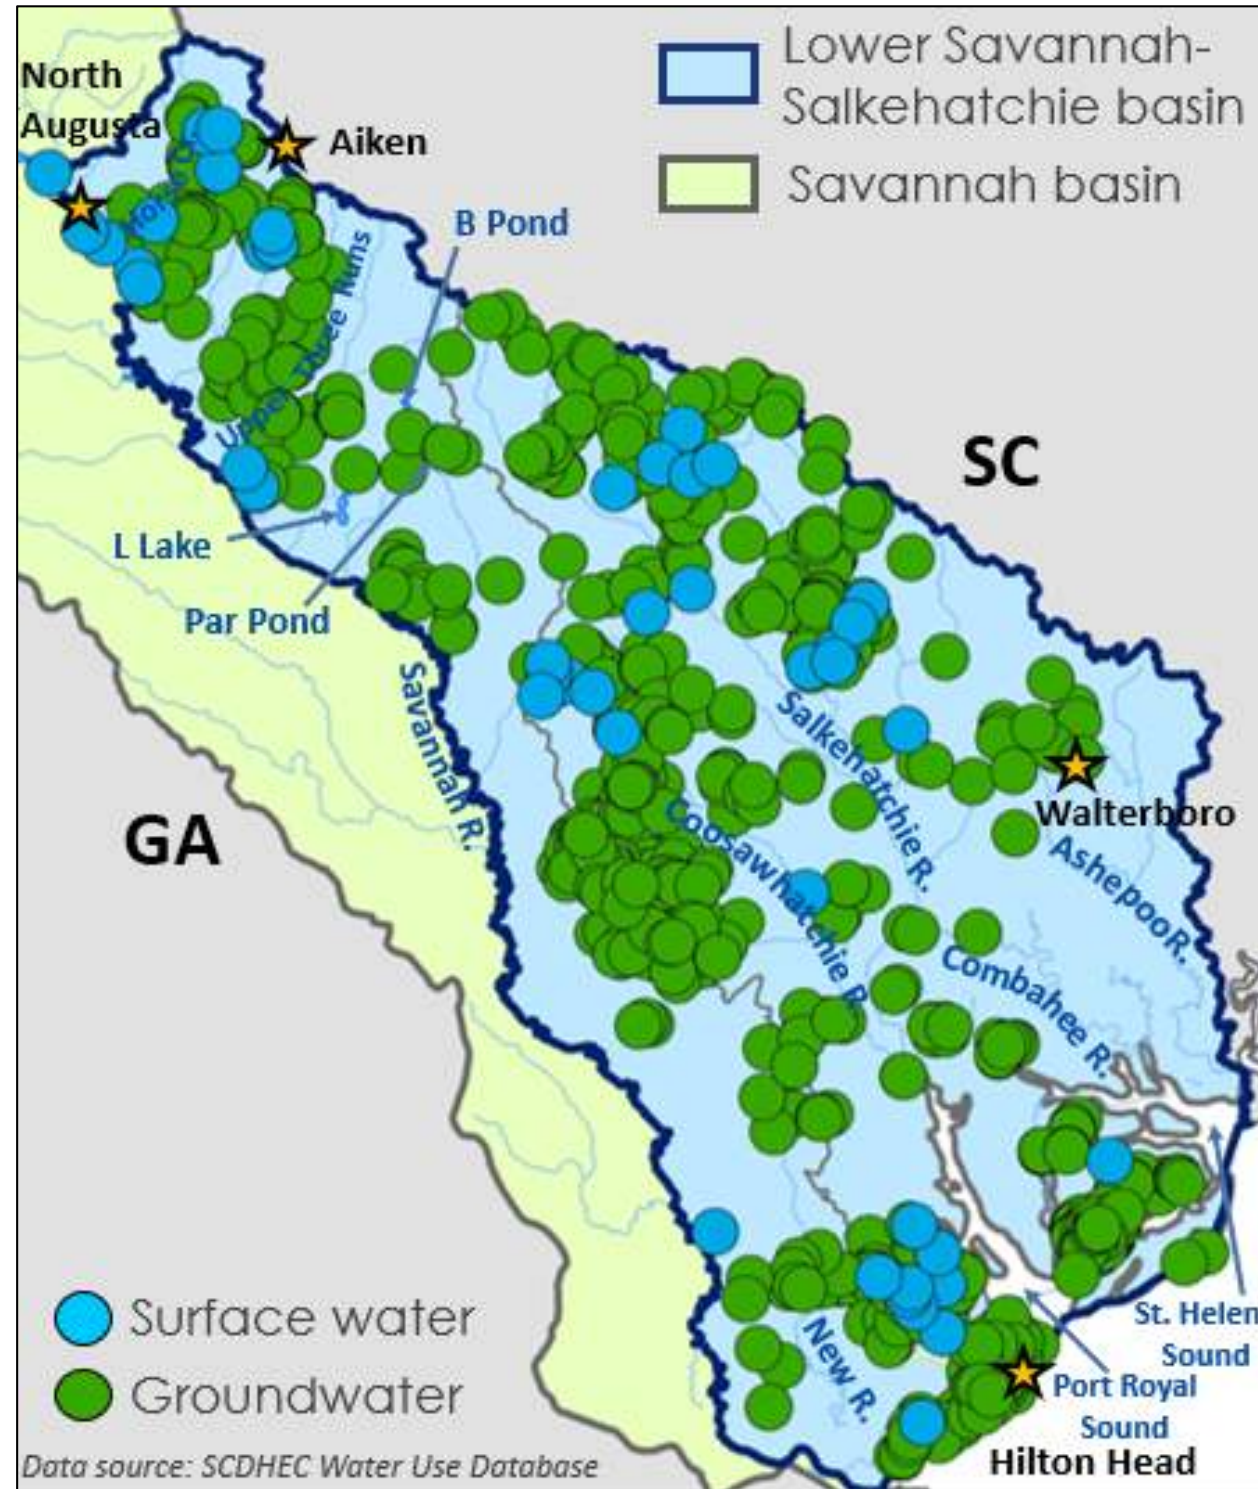 Lower Savannah-
Salkehatchie basin
Savannah basin
North
Augusta
Aiken
B Pond
Upper Three Runs
SC
L Lake
Par Pond
Savannah R.
Salkehatchie R.
GA
Coosawhatchie R.
Walterboro
Ashepoo R.
Combahee R.
Surface water
Groundwater
New R.
St. Helen
Sound
Port Royal
Sound
Hilton Head
Data source: SCDHEC Water Use Database